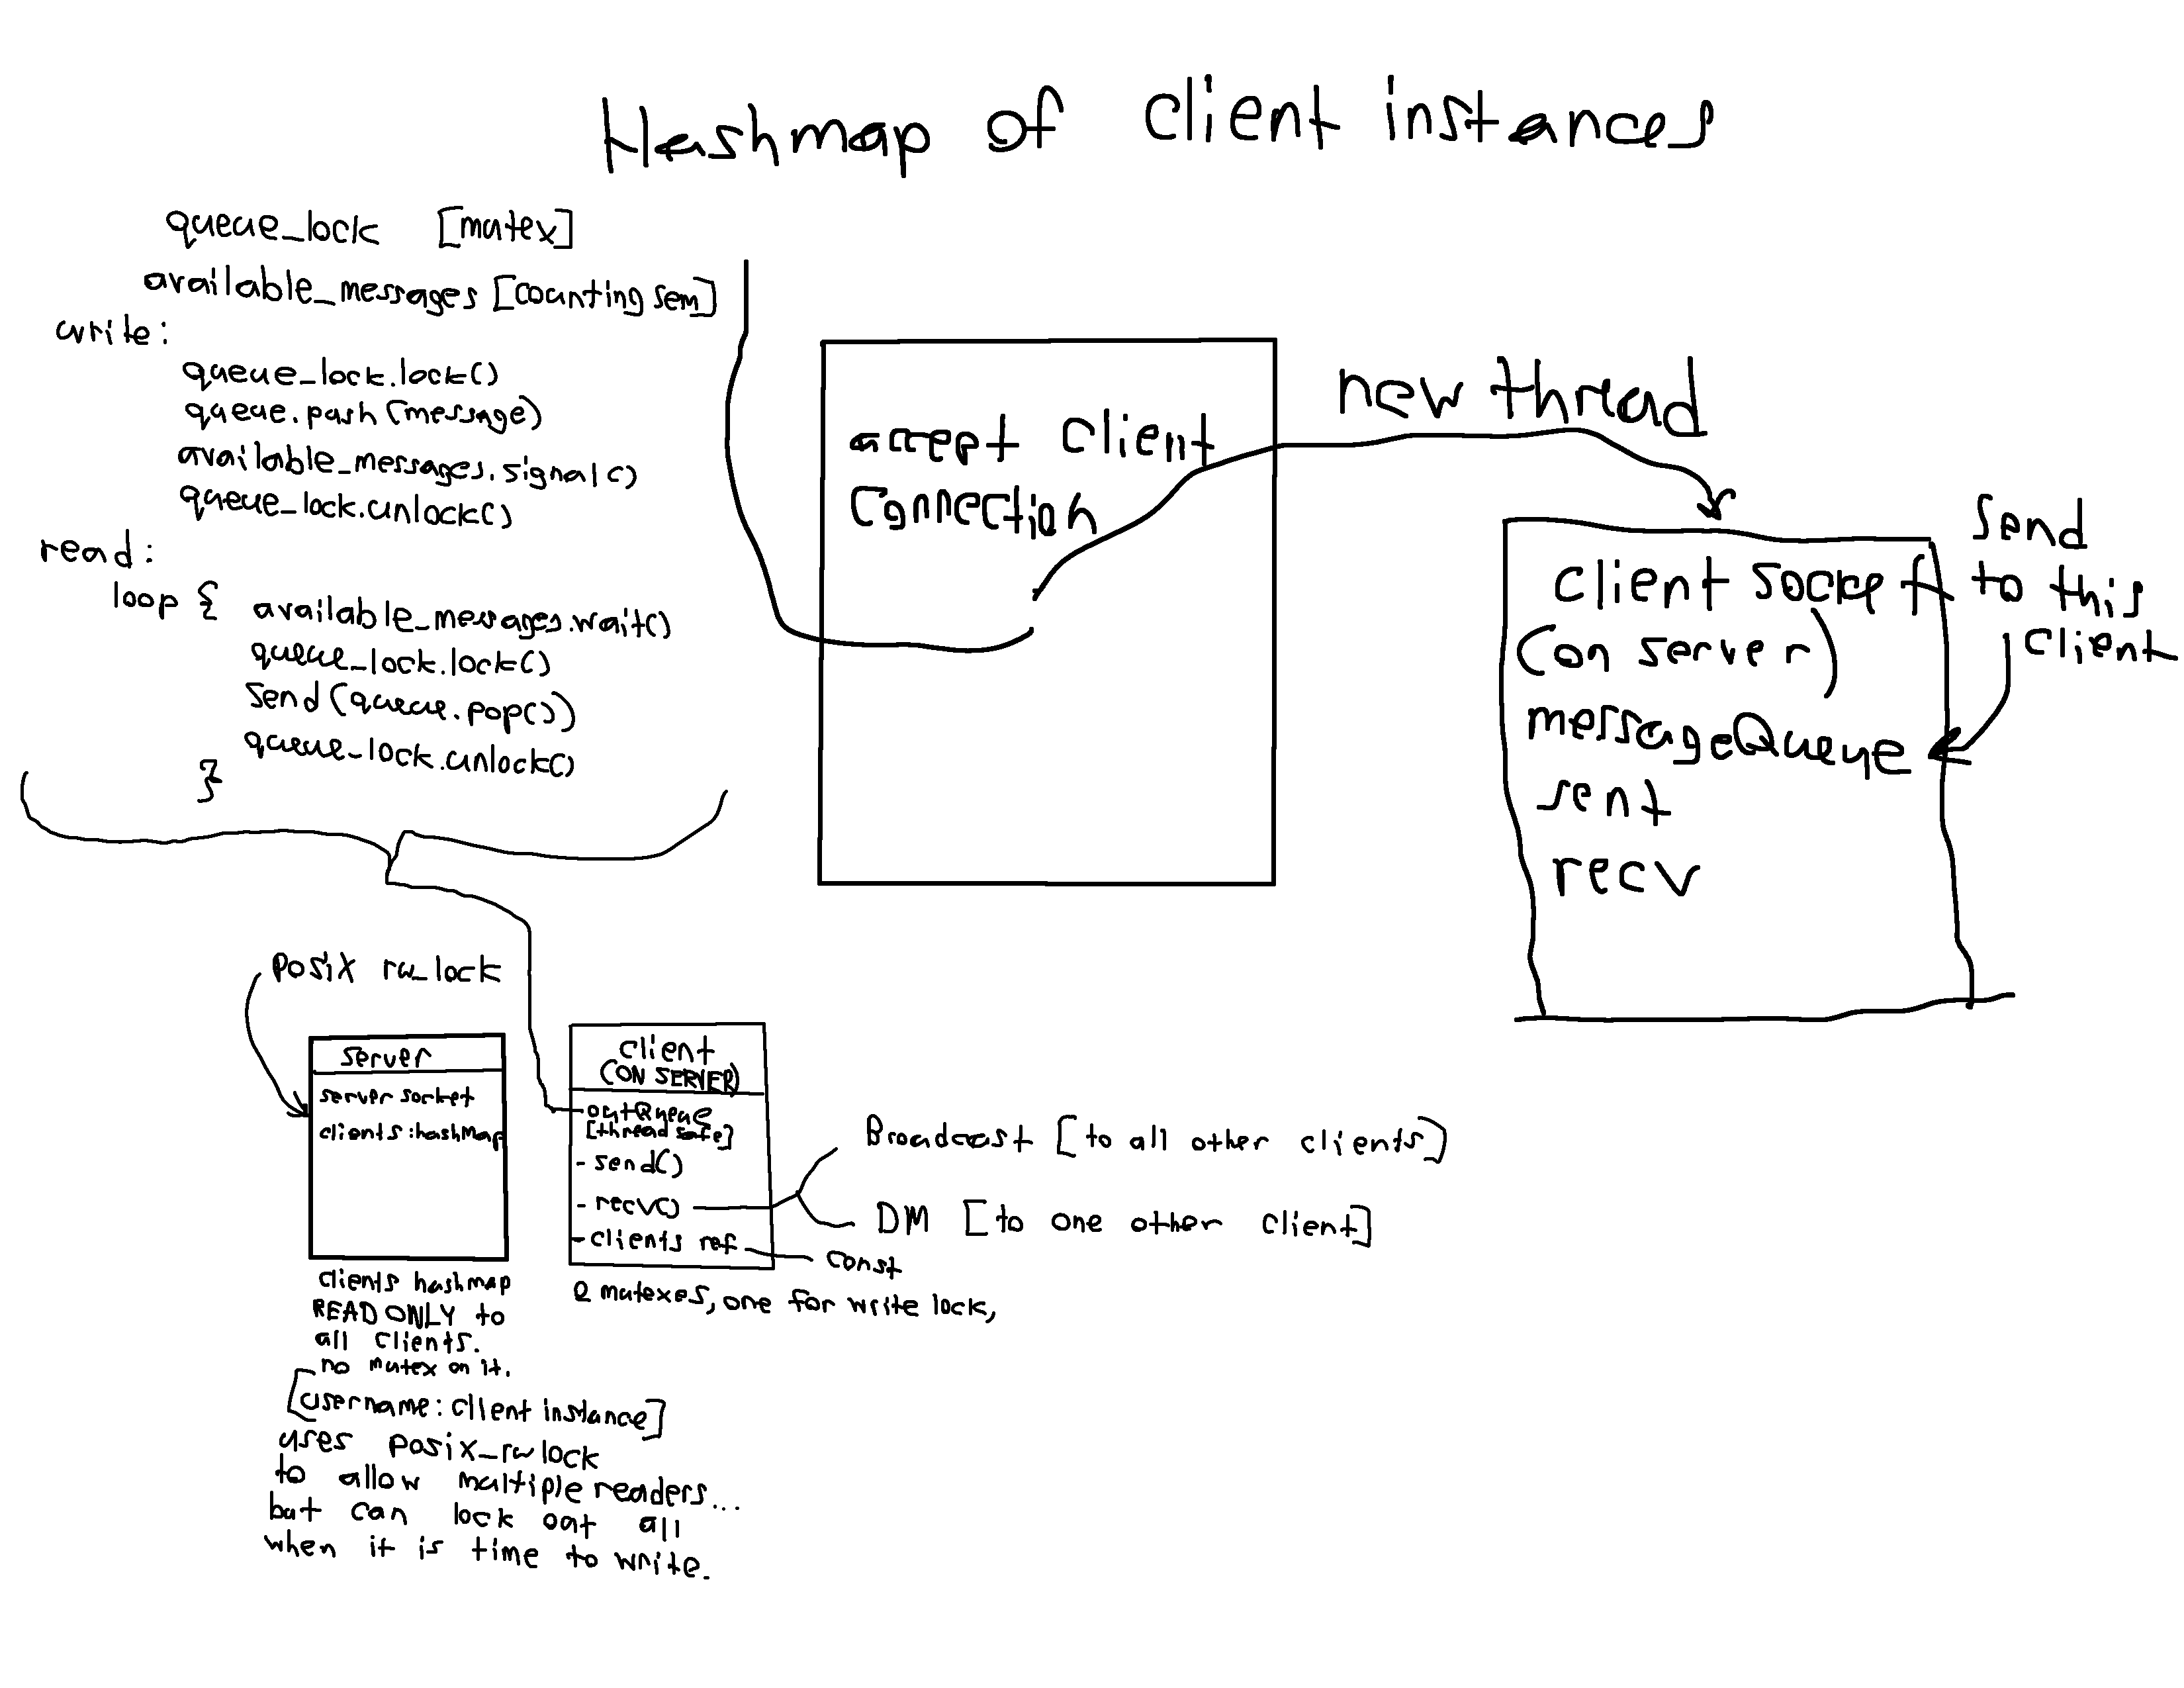 Hashmap of client instances
queue_lock [mutex]
available_messages [counting sem]
write:
queue_lock.lock()
queue.push(message)
available_messages.signal()
queue_lock.unlock()
read:
loop { available_messages.wait()
queue_lock.lock()
send(queue.pop())
queue_lock.unlock()
}
accept client
connection
new thread
client socket
(on server)
messageQueue
sent
recv
send
to this
client
posix rw_lock
server
server socket
clients:hashMap
clients hashmap
READ ONLY to
all clients.
no mutex on it.
[username:client instance]
uses posix_rwlock
to allow multiple readers...
but can lock out all
when it is time to write.
client
(ON SERVER)
- outQueue
[thread safe]
- send()
- recv()
- clients ref
const
2 mutexes, one for write lock,
Broadcast [to all other clients]
DM [to one other client]